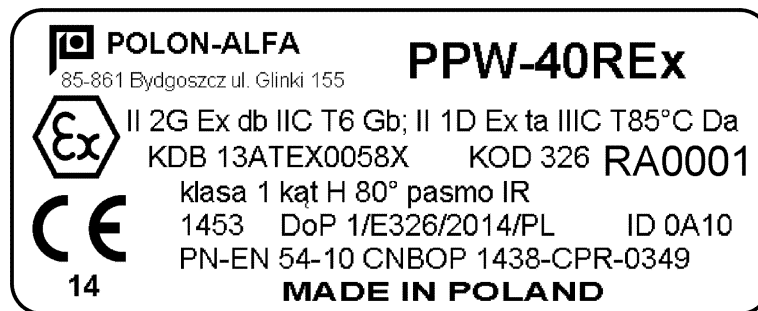 POLON-ALFA
85-861 Bydgoszcz ul. Glinki 155
PPW-40REx
Ex
II 2G Ex db IIC T6 Gb; II 1D Ex ta IIIC T85°C Da
KDB 13ATEX0058X KOD 326 RA0001
klasa 1 kąt H 80° pasmo IR
CE
1453 DoP 1/E326/2014/PL ID 0A10
PN-EN 54-10 CNBOP 1438-CPR-0349
14
MADE IN POLAND